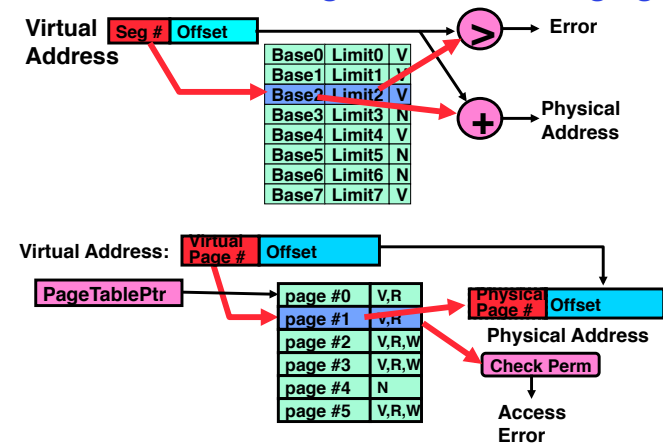 Virtual Address
Seg # Offset
> Error
Base0 Limit0 V
Base1 Limit1 V
Base2 Limit2 V
Base3 Limit3 N
Base4 Limit4 V
Base5 Limit5 N
Base6 Limit6 N
Base7 Limit7 V
+ Physical Address
Virtual Address: Virtual Page # Offset
PageTablePtr
page #0 V,R
page #1 V,R
page #2 V,R,W
page #3 V,R,W
page #4 N
page #5 V,R,W
Physical Page # Offset
Physical Address
Check Perm
Access
Error